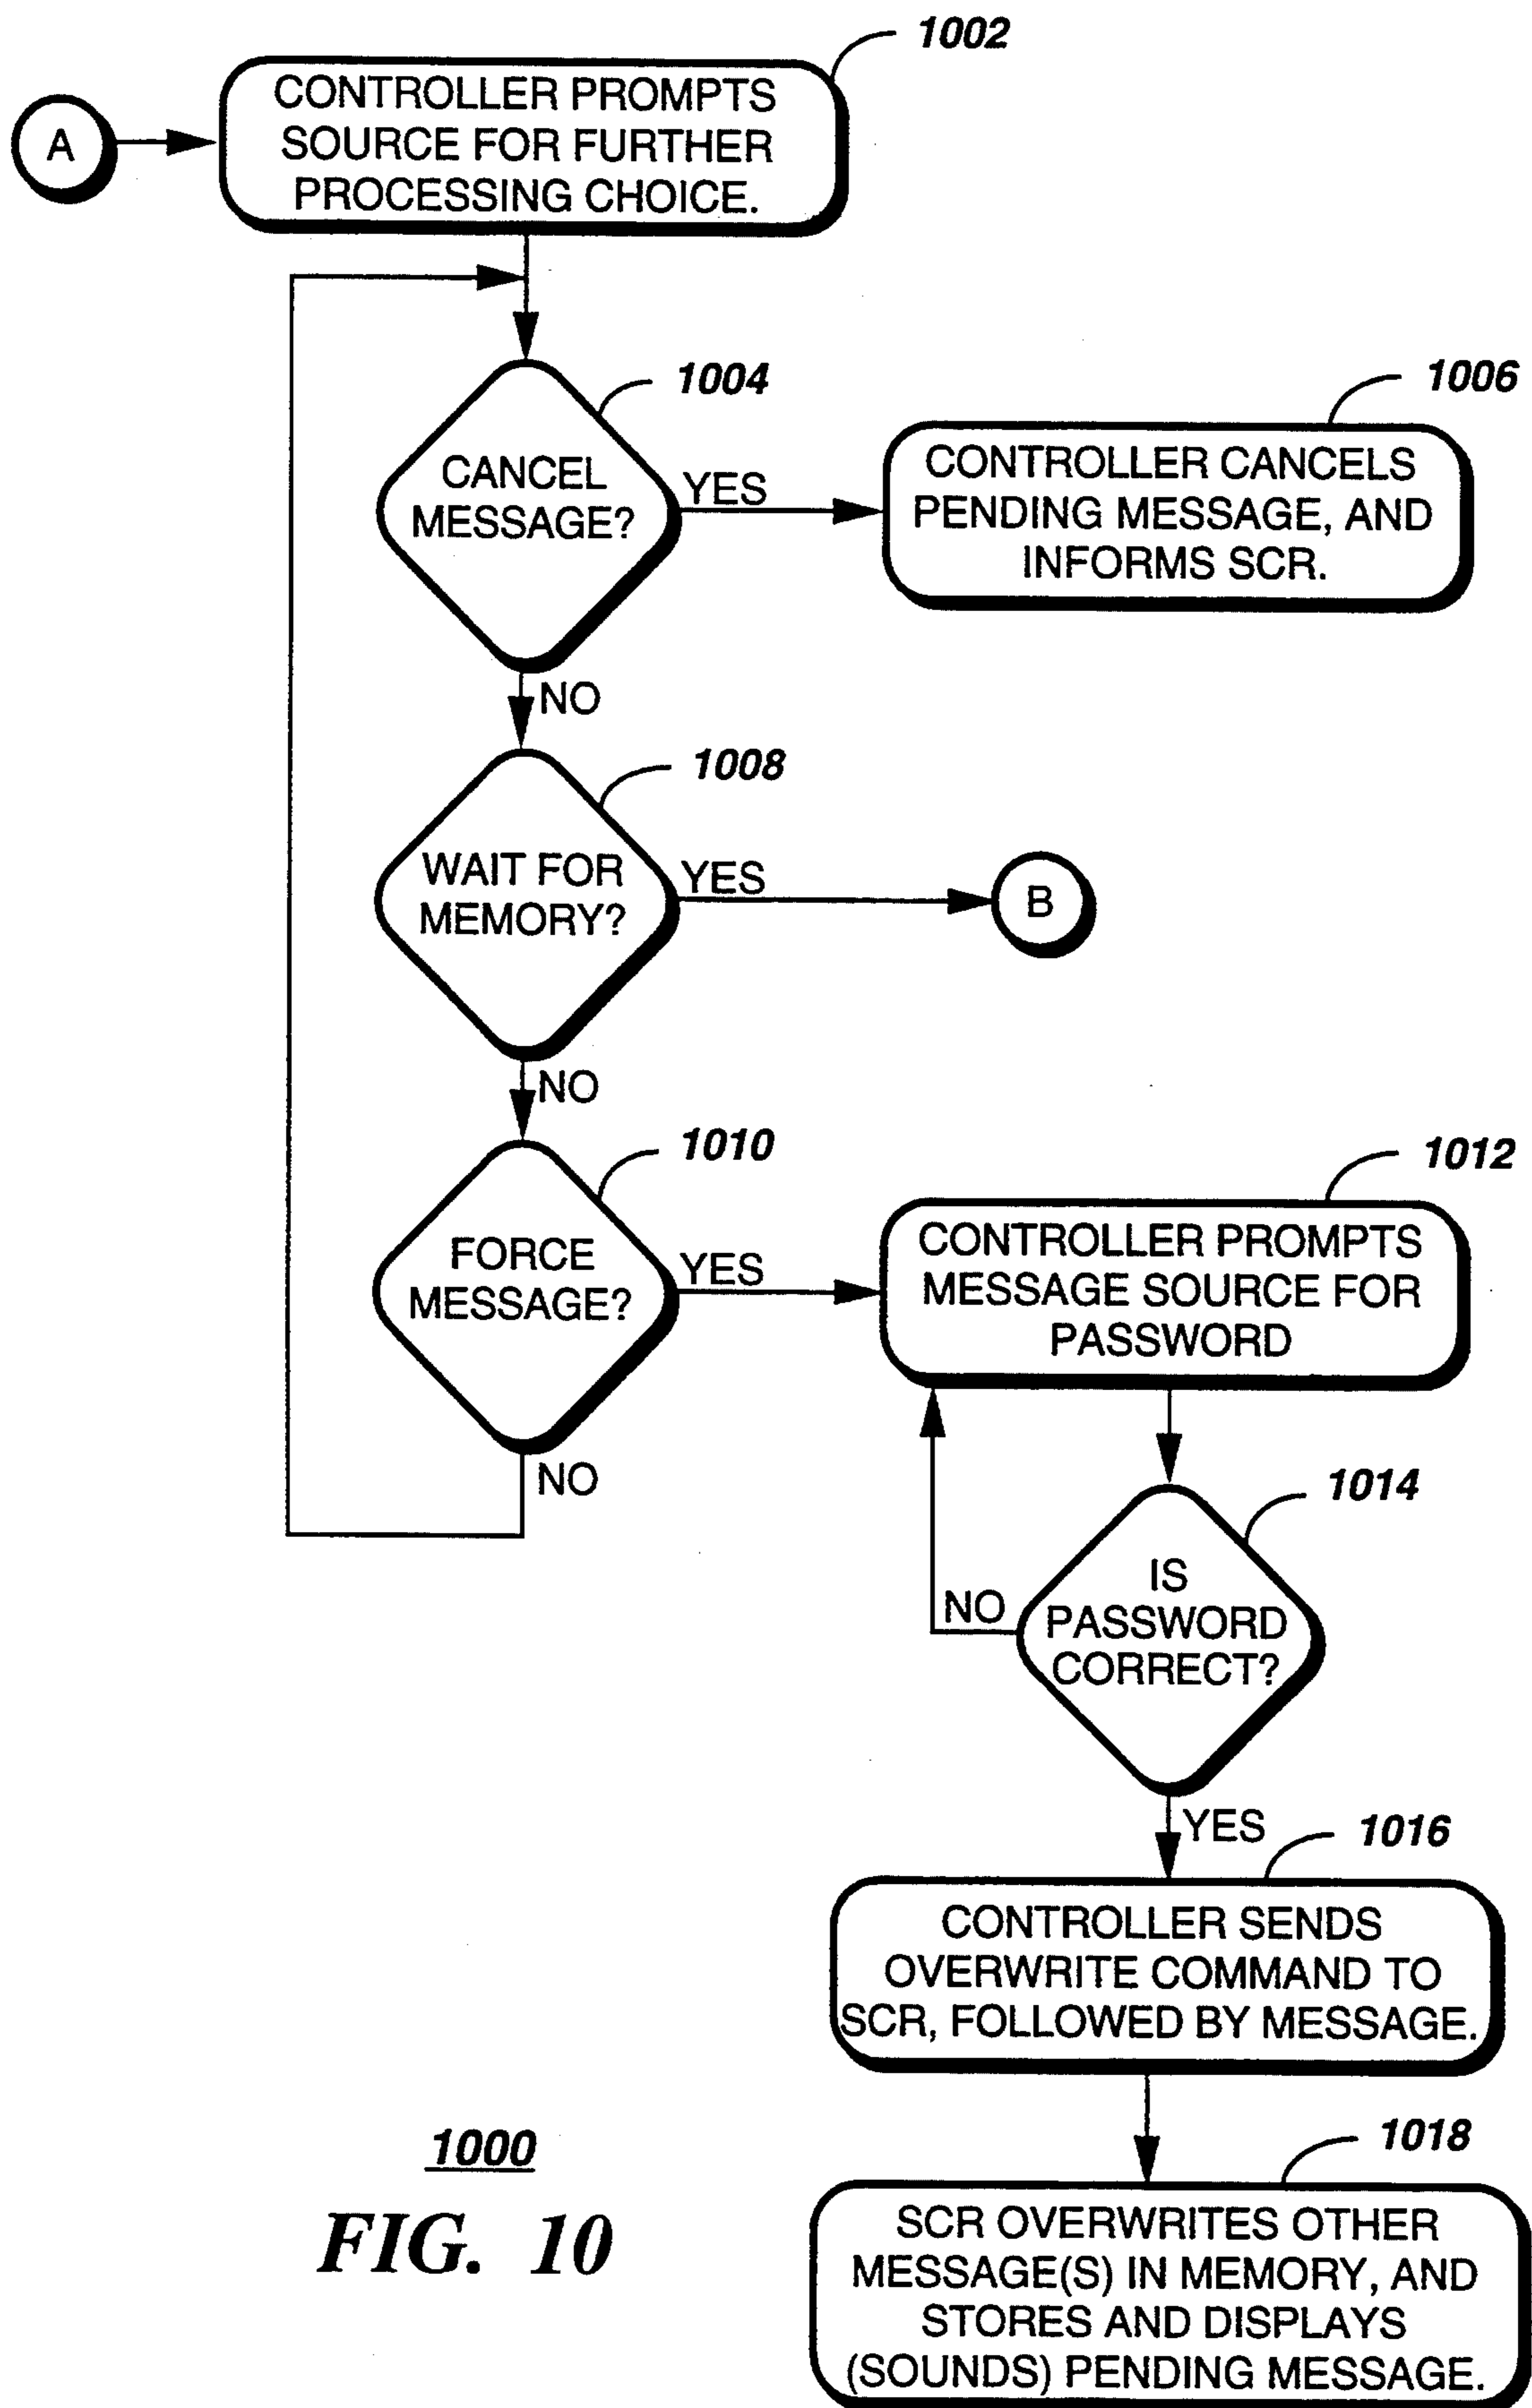 1002
A
CONTROLLER PROMPTS
SOURCE FOR FURTHER
PROCESSING CHOICE.
1004
CANCEL
MESSAGE?
YES
1006
CONTROLLER CANCELS
PENDING MESSAGE, AND
INFORMS SCR.
NO
1008
WAIT FOR
MEMORY?
YES
B
NO
1010
FORCE
MESSAGE?
YES
1012
CONTROLLER PROMPTS
MESSAGE SOURCE FOR
PASSWORD
NO
1014
IS
PASSWORD
CORRECT?
NO
YES
1016
CONTROLLER SENDS
OVERWRITE COMMAND TO
SCR, FOLLOWED BY MESSAGE.
1018
SCR OVERWRITES OTHER
MESSAGE(S) IN MEMORY, AND
STORES AND DISPLAYS
(SOUNDS) PENDING MESSAGE.
1000
FIG. 10